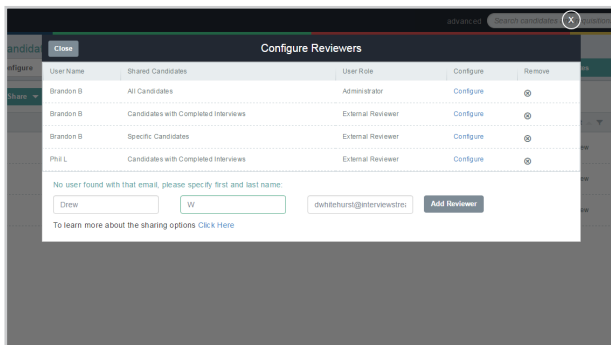 advanced Search candidates
X
andidat
Close Configure Reviewers
onfigure
User Name Shared Candidates User Role Configure Remove
Share
Brandon B All Candidates Administrator Configure
Brandon B Candidates with Completed Interviews External Reviewer Configure
Brandon B Specific Candidates External Reviewer Configure
Phil L Candidates with Completed Interviews External Reviewer Configure
No user found with that email, please specify first and last name:
Drew W dwhitehurst@interviewstrea Add Reviewer
To learn more about the sharing options Click Here